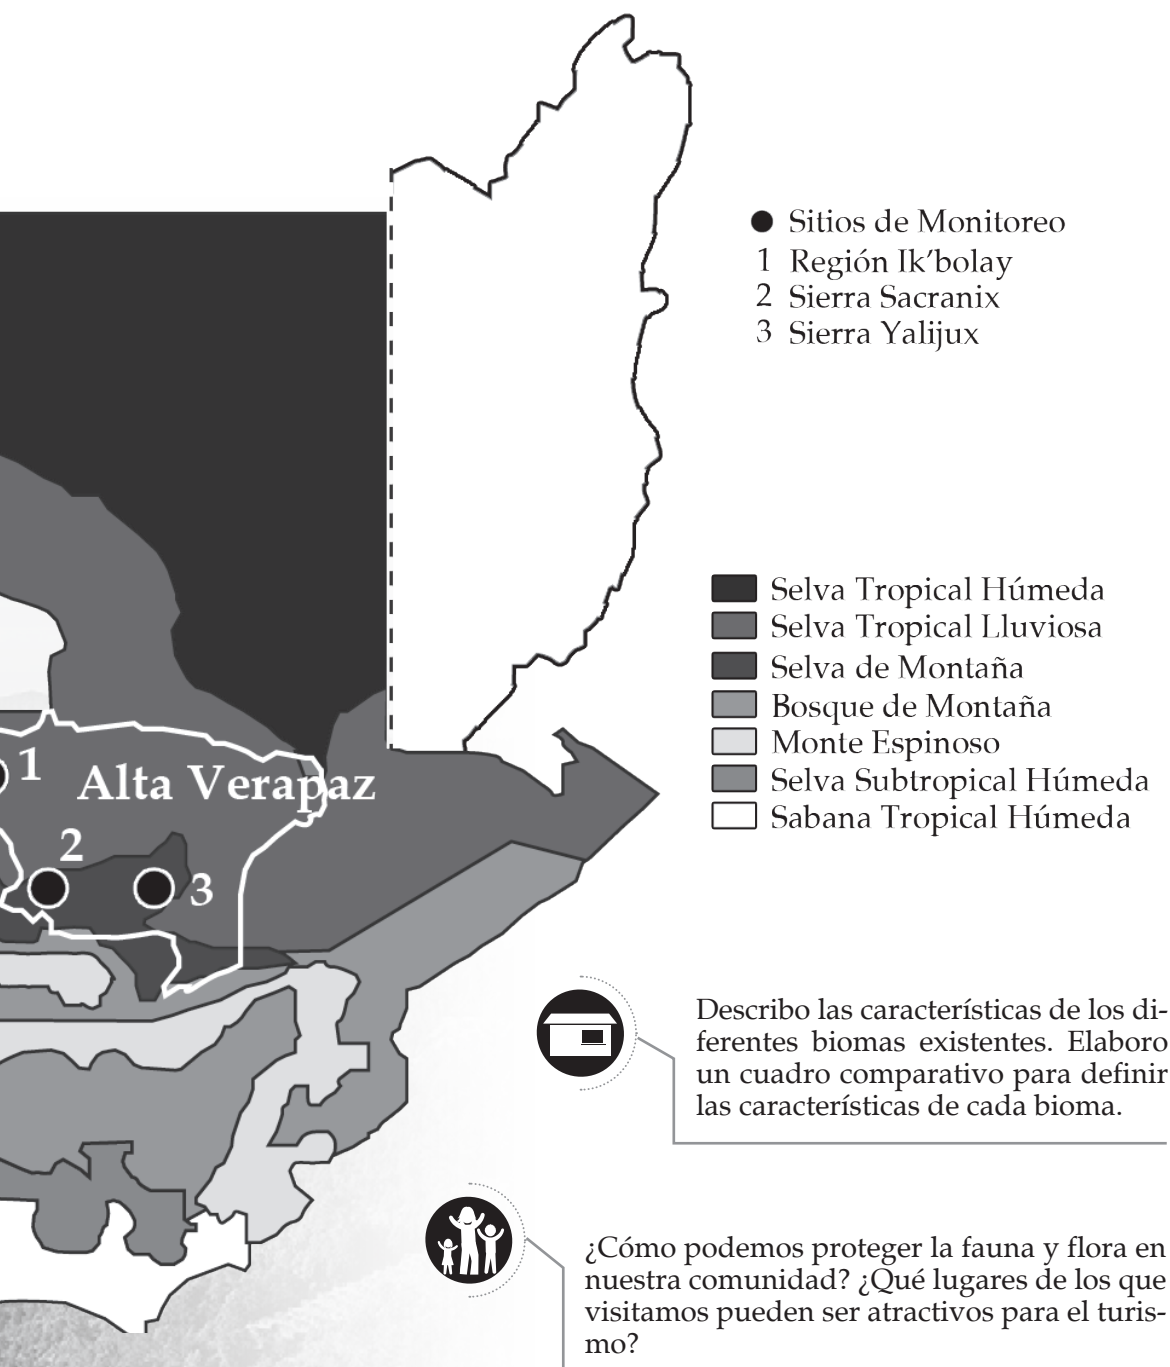 Sitios de Monitoreo
1 Región Ik’bolay
2 Sierra Sacranix
3 Sierra Yalijux
Selva Tropical Húmeda
Selva Tropical Lluviosa
Selva de Montaña
Bosque de Montaña
Monte Espinoso
Selva Subtropical Húmeda
Sabana Tropical Húmeda
1
Alta Verapaz
2
3
Describo las características de los di-
ferentes biomas existentes. Elaboro
un cuadro comparativo para definir
las características de cada bioma.
¿Cómo podemos proteger la fauna y flora en
nuestra comunidad? ¿Qué lugares de los que
visitamos pueden ser atractivos para el turis-
mo?